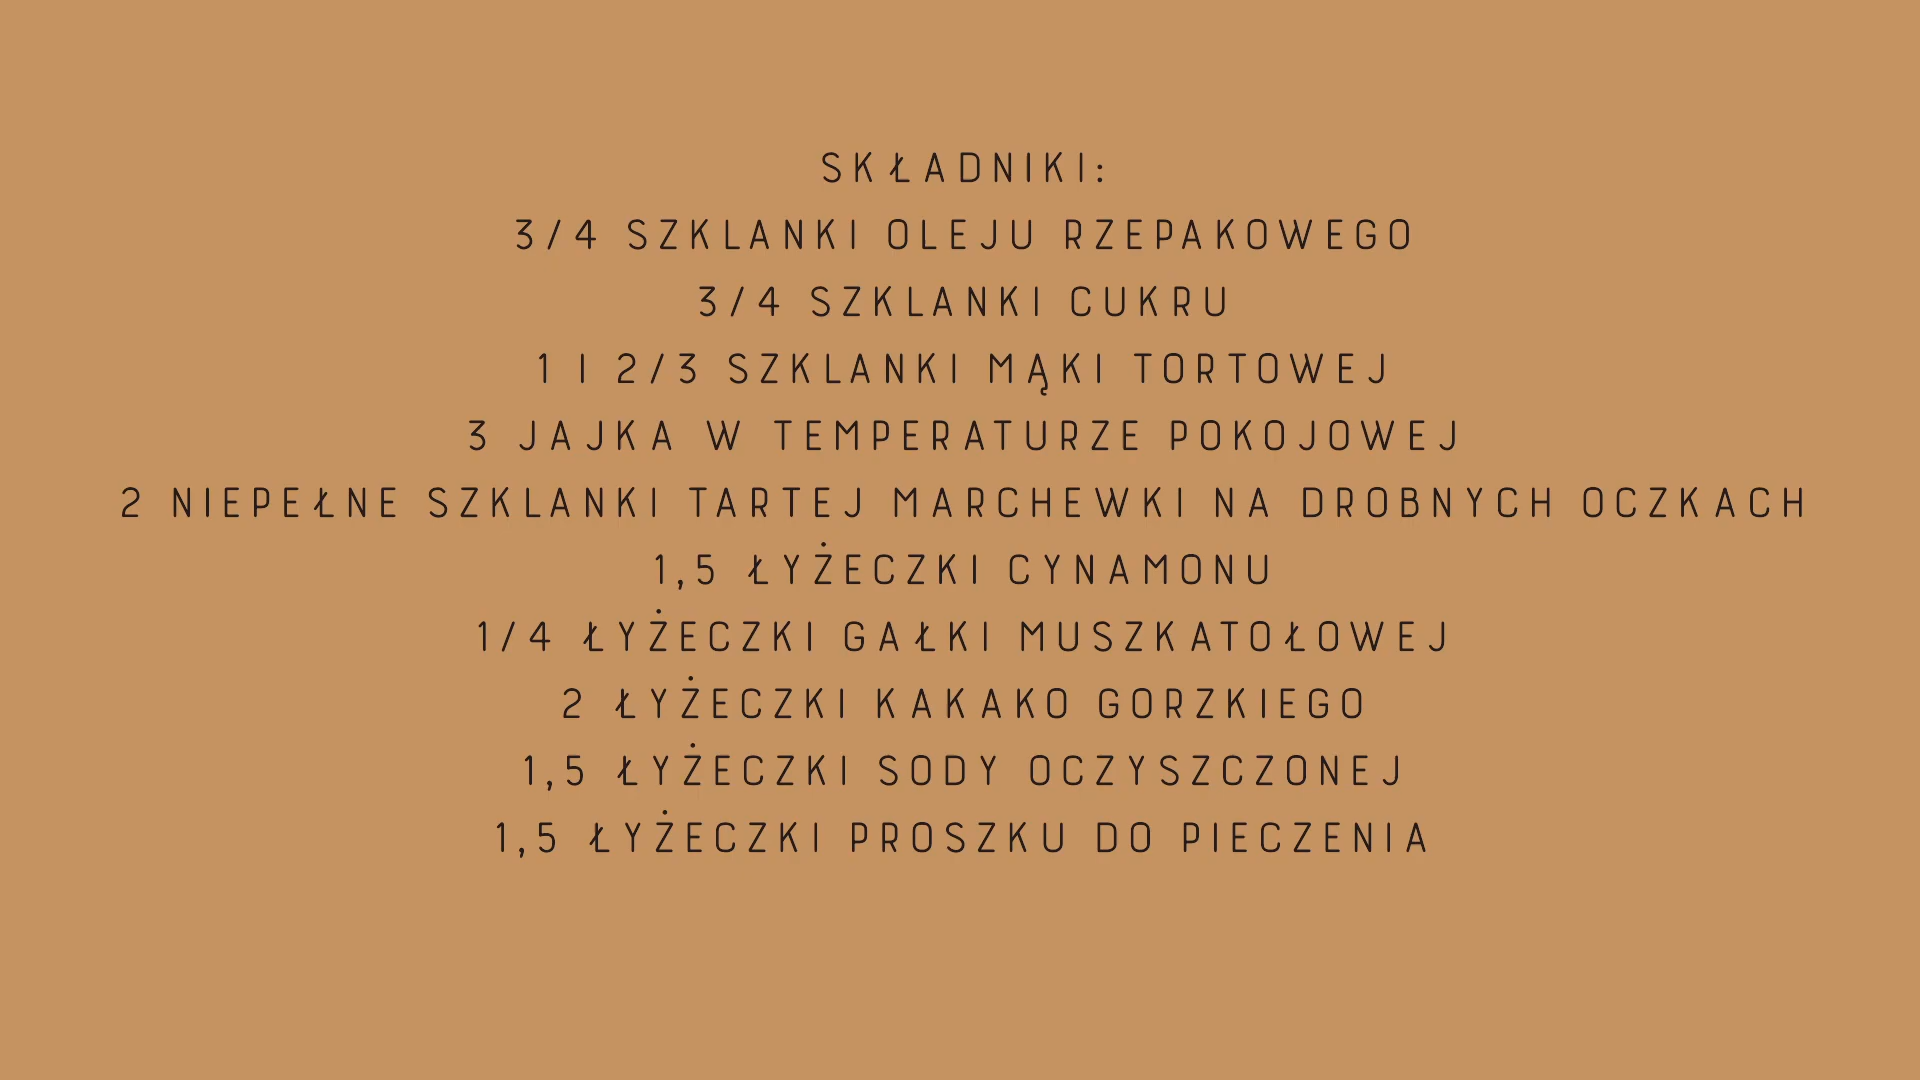 SKŁADNIKI:
3/4 SZKLANKI OLEJU RZEPAKOWEGO
3/4 SZKLANKI CUKRU
1 I 2/3 SZKLANKI MĄKI TORTOWEJ
3 JAJKA W TEMPERATURZE POKOJOWEJ
2 NIEPEŁNE SZKLANKI TARTEJ MARCHEWKI NA DROBNYCH OCZKACH
1,5 ŁYŻECZKI CYNAMONU
1/4 ŁYŻECZKI GAŁKI MUSZKATOŁOWEJ
2 ŁYŻECZKI KAKAKO GORZKIEGO
1,5 ŁYŻECZKI SODY OCZYSZCZONEJ
1,5 ŁYŻECZKI PROSZKU DO PIECZENIA